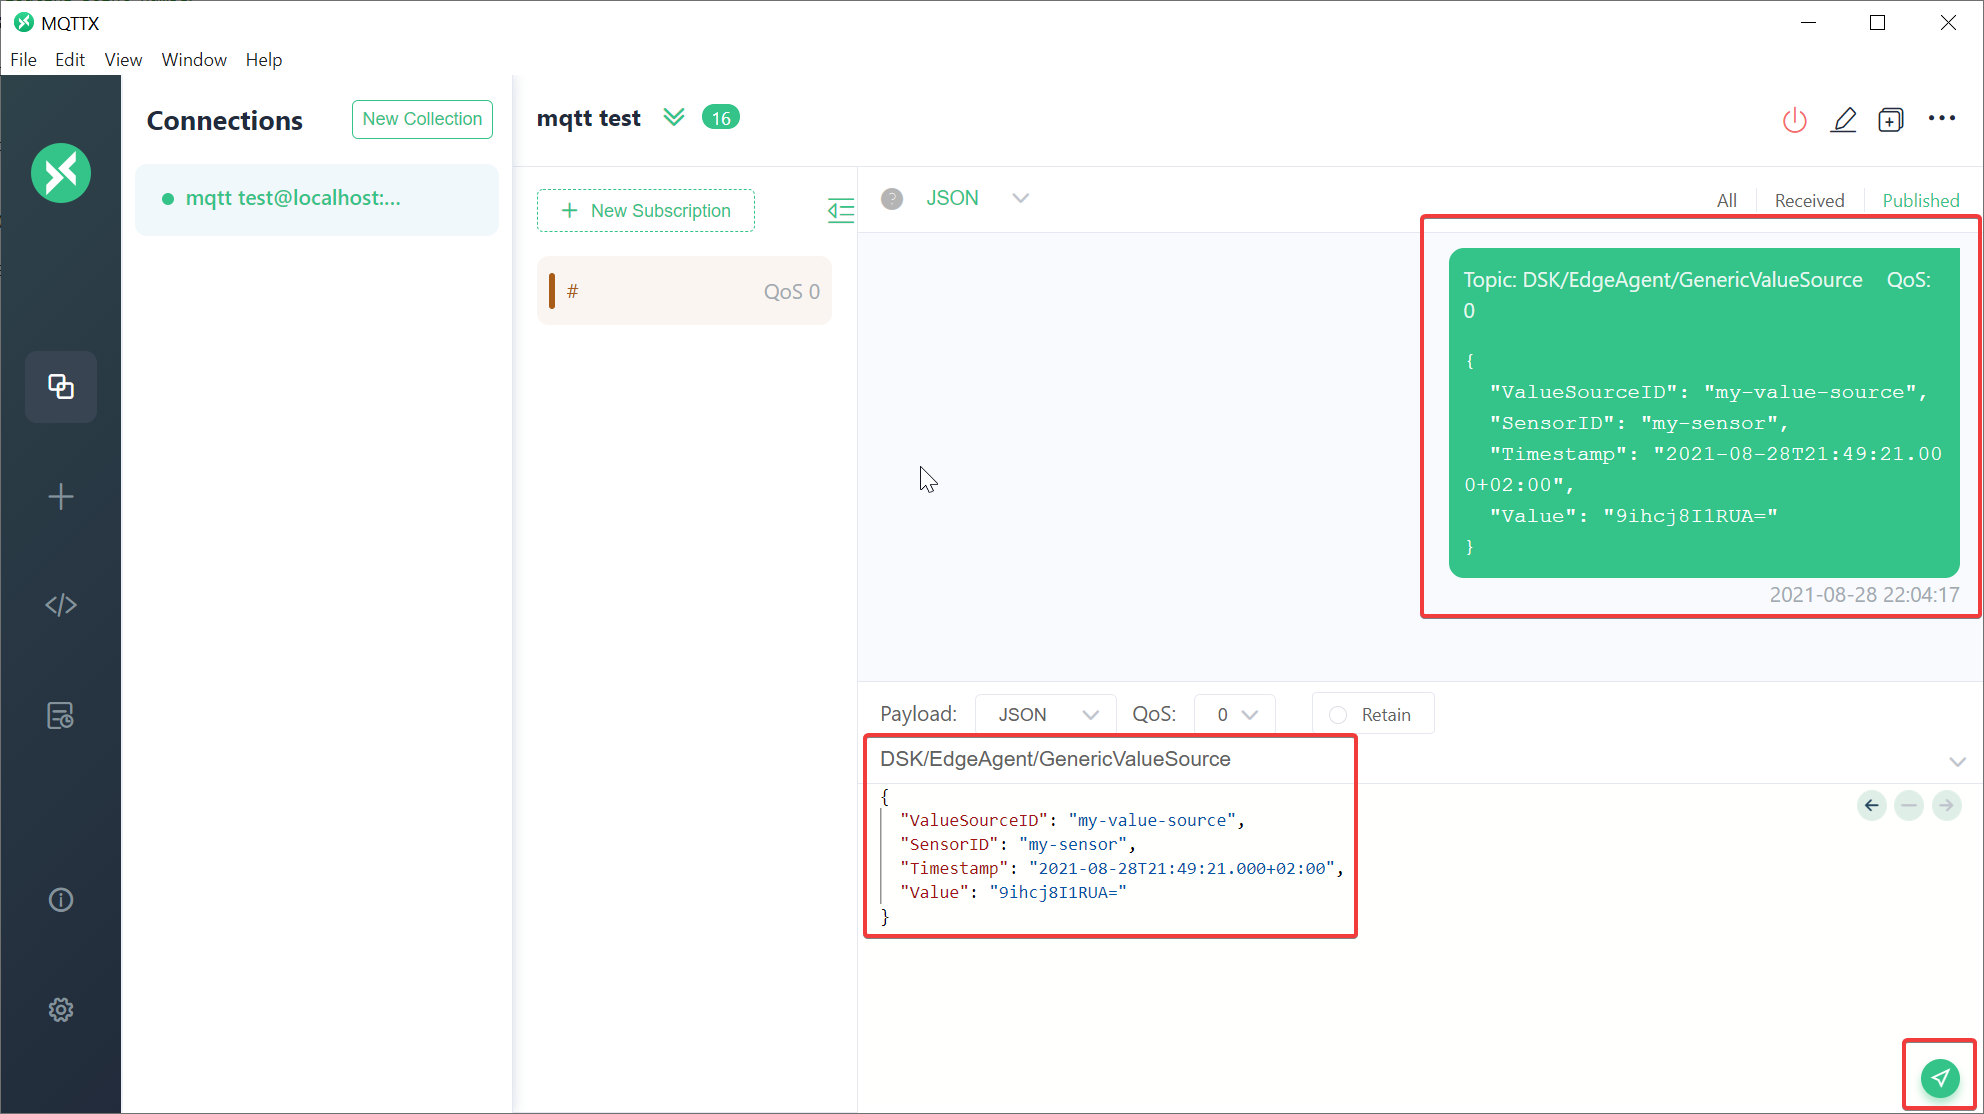 MQTTX
File Edit View Window Help
Connections
New Collection
mqtt test@localhost:...
mqtt test
16
+ New Subscription
# QoS 0
? JSON
All Received Published
Topic: DSK/EdgeAgent/GenericValueSource QoS:
0
{
"ValueSourceID": "my-value-source",
"SensorID": "my-sensor",
"Timestamp": "2021-08-28T21:49:21.00
0+02:00",
"Value": "9ihcj8I1RUA="
}
2021-08-28 22:04:17
Payload: JSON QoS: 0 Retain
DSK/EdgeAgent/GenericValueSource
{
"ValueSourceID": "my-value-source",
"SensorID": "my-sensor",
"Timestamp": "2021-08-28T21:49:21.000+02:00",
"Value": "9ihcj8I1RUA="
}